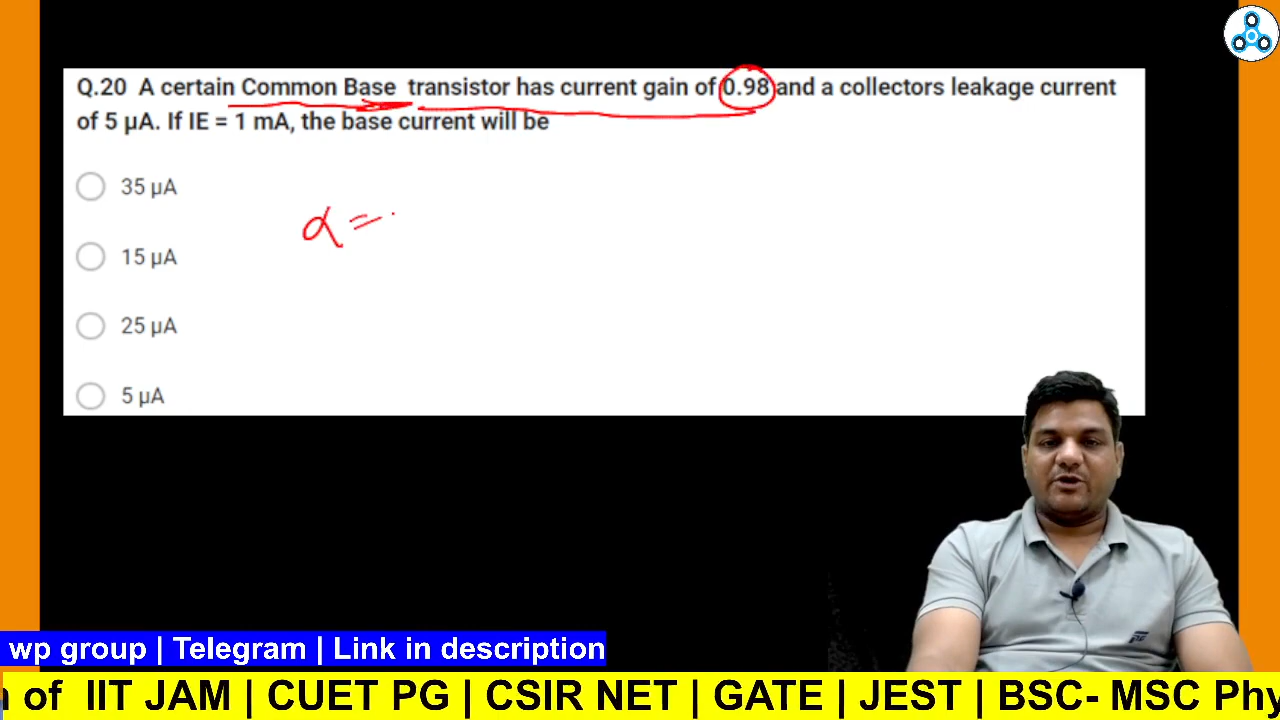 Q.20 A certain Common Base transistor has current gain of 0.98 and a collectors leakage current
of 5 µA. If IE = 1 mA, the base current will be
35 µA
α =
15 µA
25 µA
5 µA
wp group | Telegram | Link in description
of IIT JAM | CUET PG | CSIR NET | GATE | JEST | BSC- MSC Phy